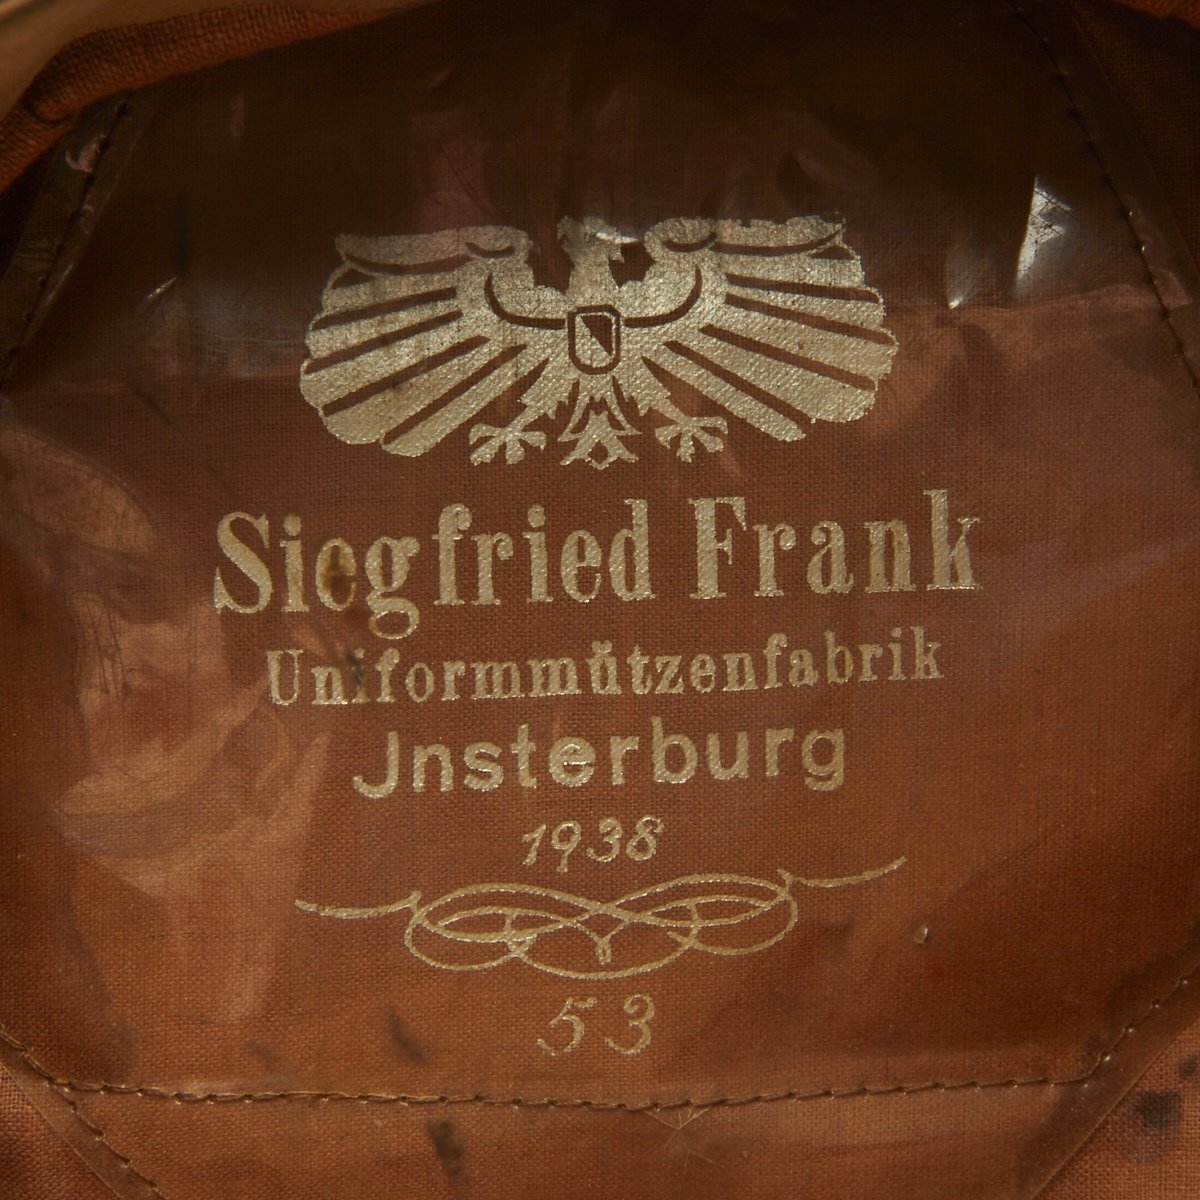 Siegfried Frank
Uniformmützenfabrik
Jnsterburg
1938
53